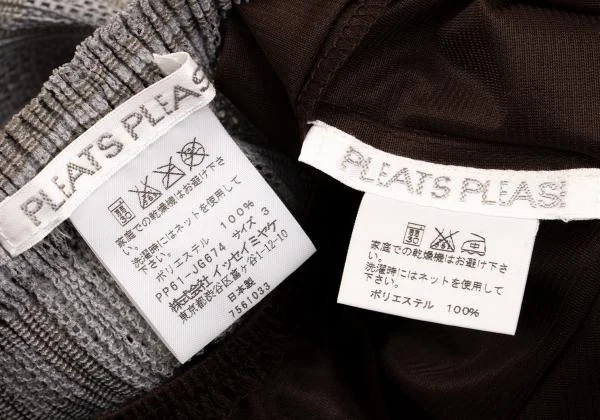 PLEATS PLEAS
家庭での乾燥機はお避け下さい。
洗濯時にはネットを使用して下さい。
ポリエステル 100%
PP61-JG674 サイズ 3
株式会社 イッセイ ミヤケ
東京都渋谷区富ヶ谷1-12-10
日本製
7561033
PLEATS PLEASE
家庭での乾燥機はお避け下さい。
洗濯時にはネットを使用して下さい。
ポリエステル 100%